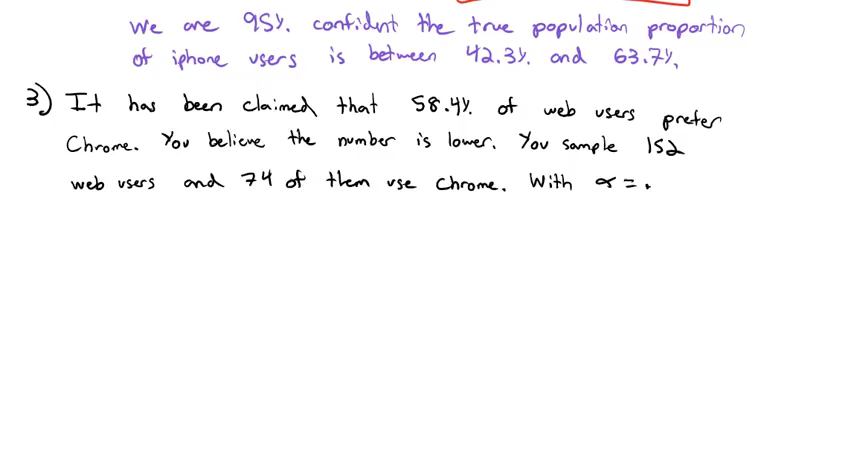 We are 95% confident the true population proportion
of iphone users is between 42.3% and 63.7%.
3) It has been claimed that 58.4% of web users prefer
Chrome. You believe the number is lower. You sample 152
web users and 74 of them use Chrome. With α = .